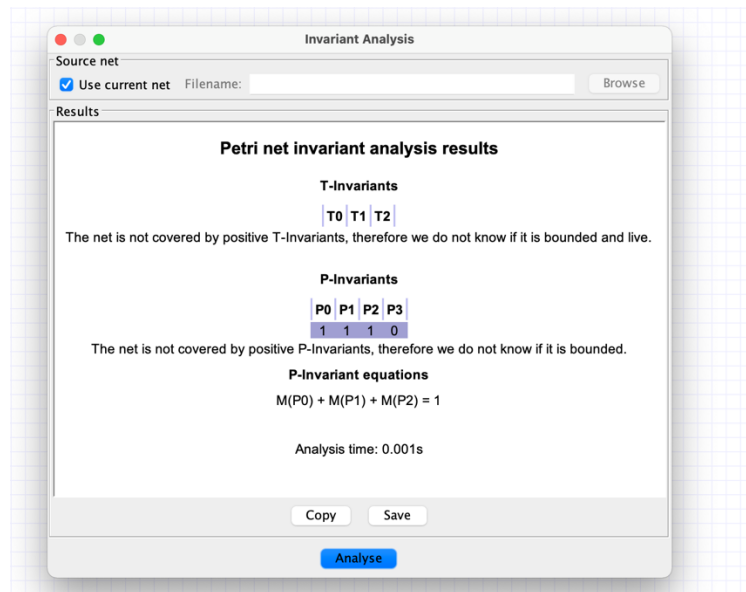 Invariant Analysis
Source net
Use current net Filename: Browse
Results
Petri net invariant analysis results
T-Invariants
T0 T1 T2
The net is not covered by positive T-Invariants, therefore we do not know if it is bounded and live.
P-Invariants
P0 P1 P2 P3
1 1 1 0
The net is not covered by positive P-Invariants, therefore we do not know if it is bounded.
P-Invariant equations
M(P0) + M(P1) + M(P2) = 1
Analysis time: 0.001s
Copy Save
Analyse